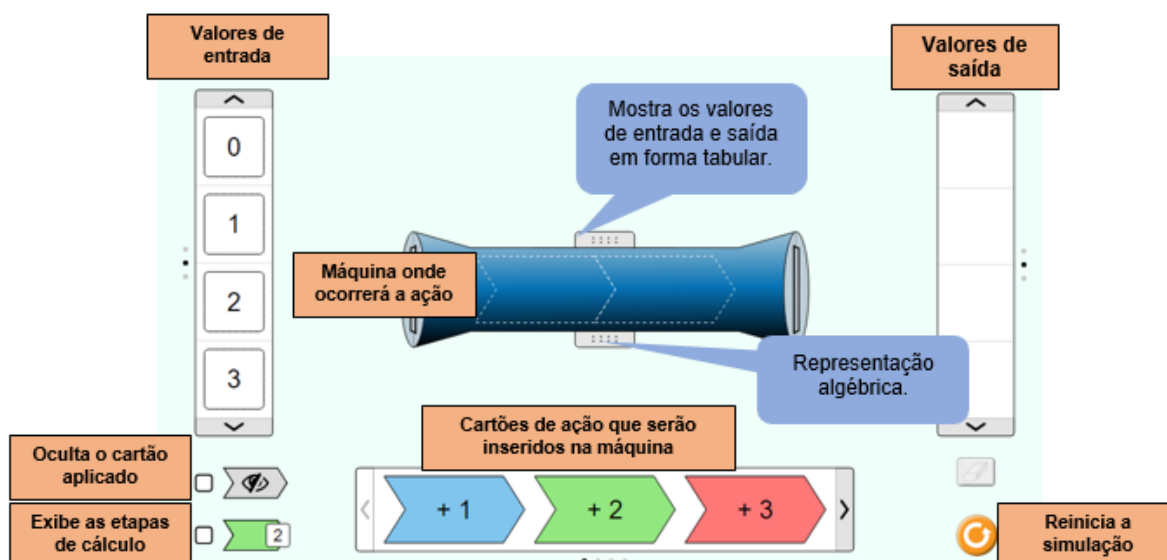 Valores de
entrada
Valores de
saída
Mostra os valores
de entrada e saída
em forma tabular.
0
1
2
3
Máquina onde
ocorrerá a ação
Representação
algébrica.
Cartões de ação que serão
inseridos na máquina
Oculta o cartão
aplicado
Exibe as etapas
de cálculo
2
+ 1
+ 2
+ 3
Reinicia a
simulação